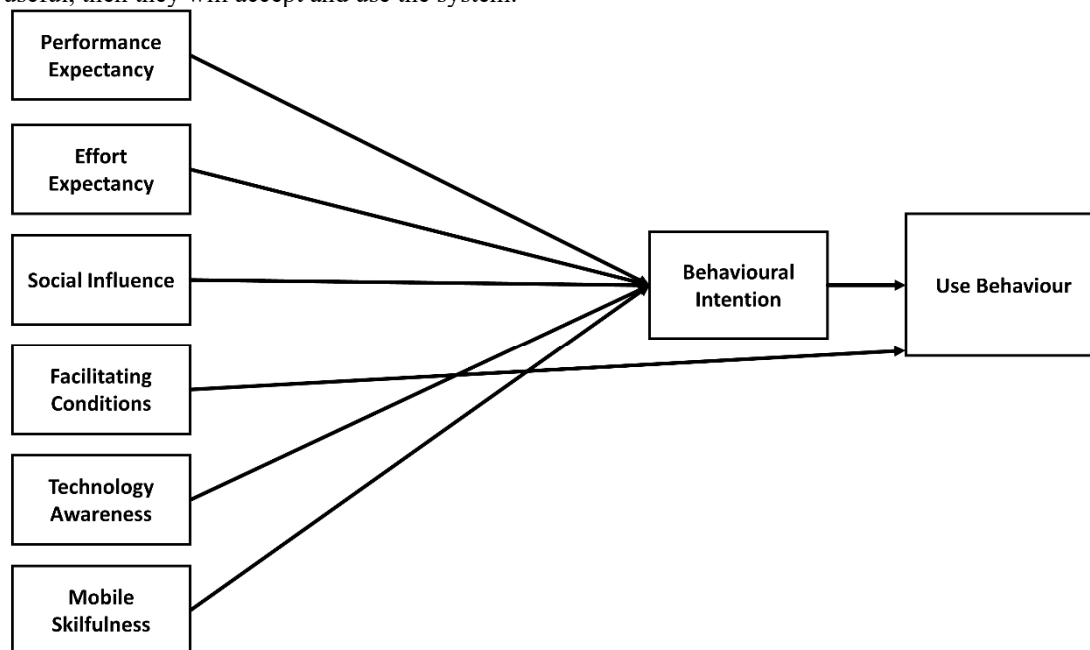 useful, then they will accept and use the system.
Performance
Expectancy
Effort
Expectancy
Social Influence
Facilitating
Conditions
Technology
Awareness
Mobile
Skilfulness
Behavioural
Intention
Use Behaviour